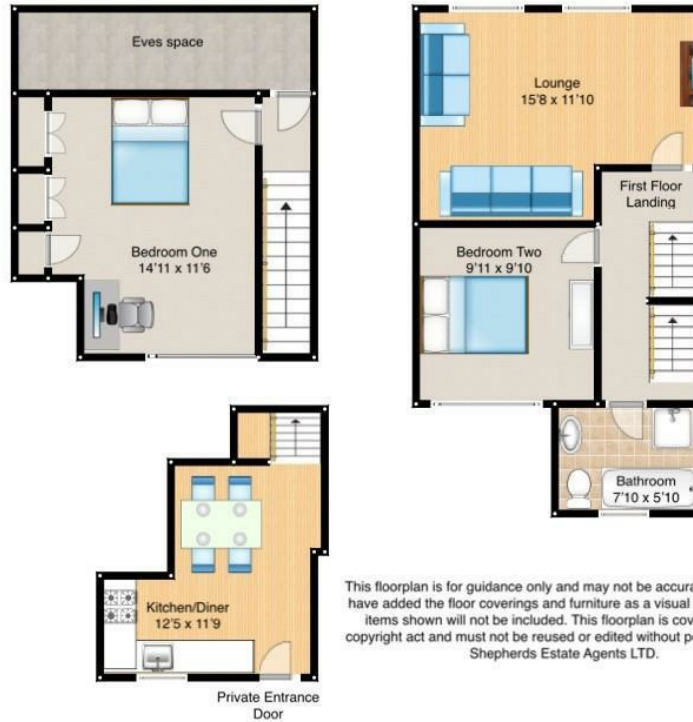 Eves space
Bedroom One
14'11 x 11'6
Lounge
15'8 x 11'10
First Floor
Landing
Bedroom Two
9'11 x 9'10
Bathroom
7'10 x 5'10
Kitchen/Diner
12'5 x 11'9
Private Entrance
Door
This floorplan is for guidance only and may not be
have added the floor coverings and furniture as a visual
items shown will not be included. This floorplan is
copyright act and must not be reused or edited without
Shepherds Estate Agents LTD.